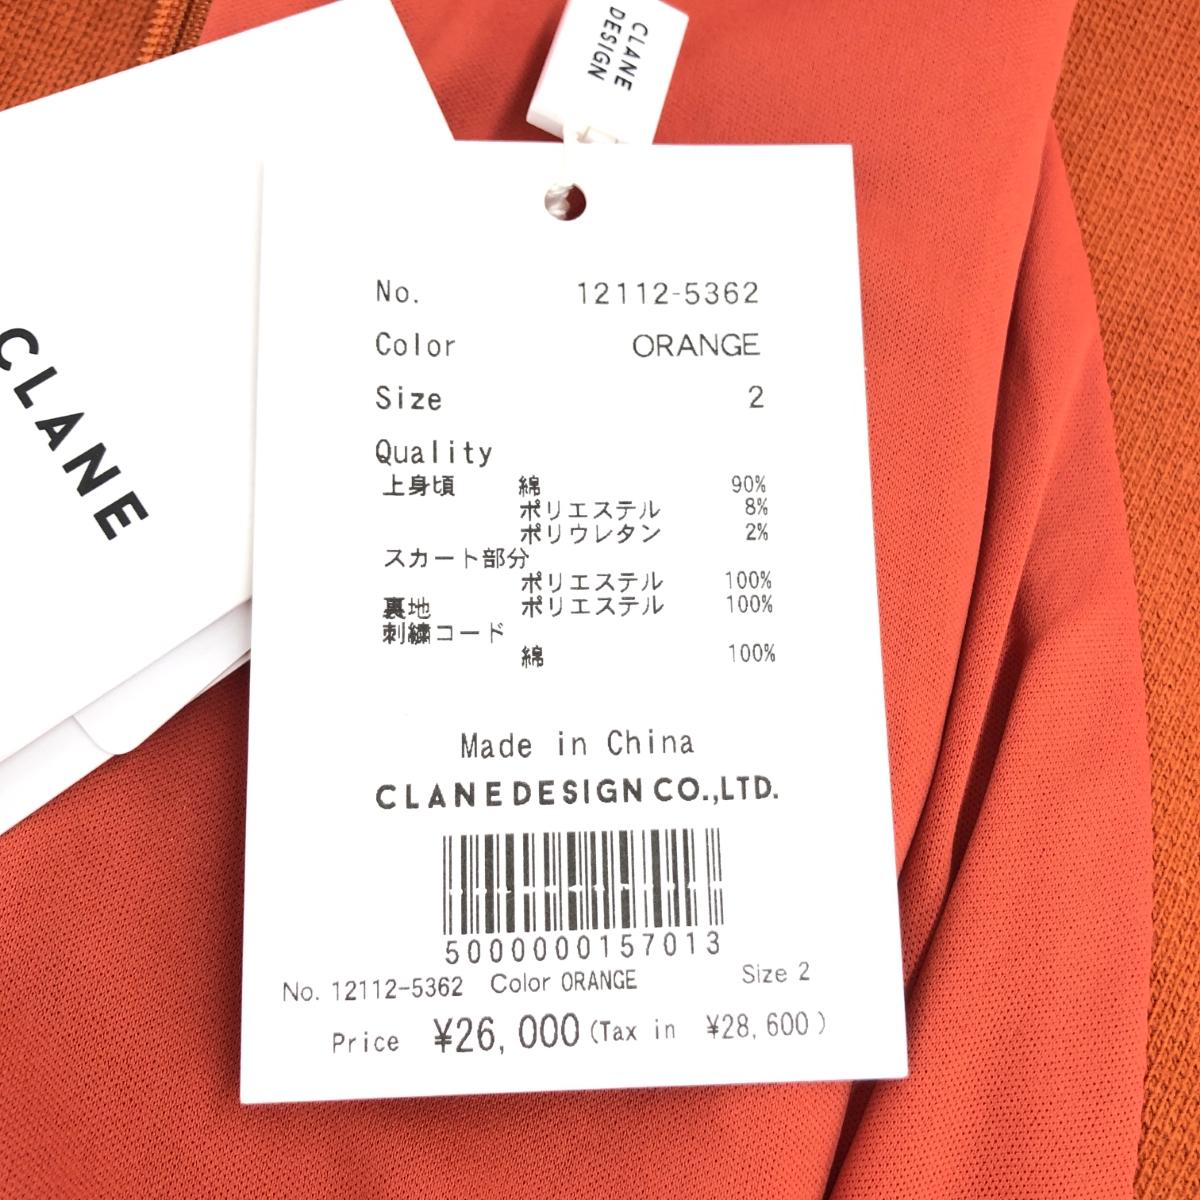 CLANE
DESIGN
CLANE
No. 12112-5362
Color ORANGE
Size 2
Quality
上身頃 綿 90%
ポリエステル 8%
ポリウレタン 2%
スカート部分
ポリエステル 100%
裏地 ポリエステル 100%
刺繍コード
綿 100%
Made in China
CLANE DESIGN CO.,LTD.
5000000157013
No. 12112-5362 Color ORANGE Size 2
Price ¥26,000 (Tax in ¥28,600)